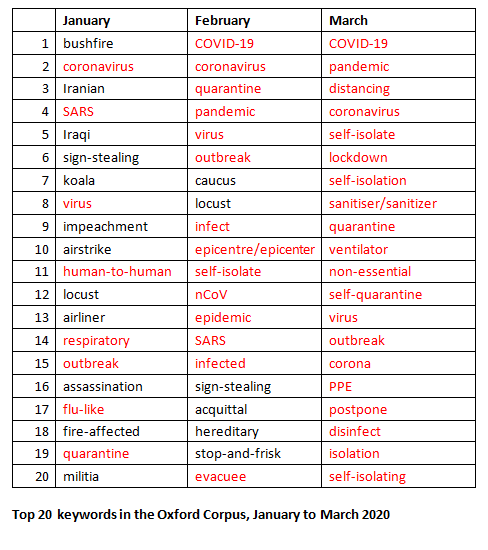 January February March
1 bushfire COVID-19 COVID-19
2 coronavirus coronavirus pandemic
3 Iranian quarantine distancing
4 SARS pandemic coronavirus
5 Iraqi virus self-isolate
6 sign-stealing outbreak lockdown
7 koala caucus self-isolation
8 virus locust sanitiser/sanitizer
9 impeachment infect quarantine
10 airstrike epicentre/epicenter ventilator
11 human-to-human self-isolate non-essential
12 locust nCoV self-quarantine
13 airliner epidemic virus
14 respiratory SARS outbreak
15 outbreak infected corona
16 assassination sign-stealing PPE
17 flu-like acquittal postpone
18 fire-affected hereditary disinfect
19 quarantine stop-and-frisk isolation
20 militia evacuee self-isolating
Top 20 keywords in the Oxford Corpus, January to March 2020